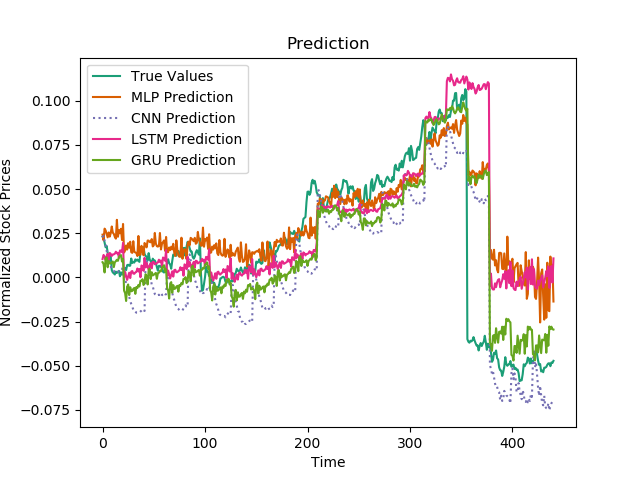 Prediction
True Values
MLP Prediction
CNN Prediction
LSTM Prediction
GRU Prediction
Normalized Stock Prices
0.100
0.075
0.050
0.025
0.000
−0.025
−0.050
−0.075
0 100 200 300 400
Time